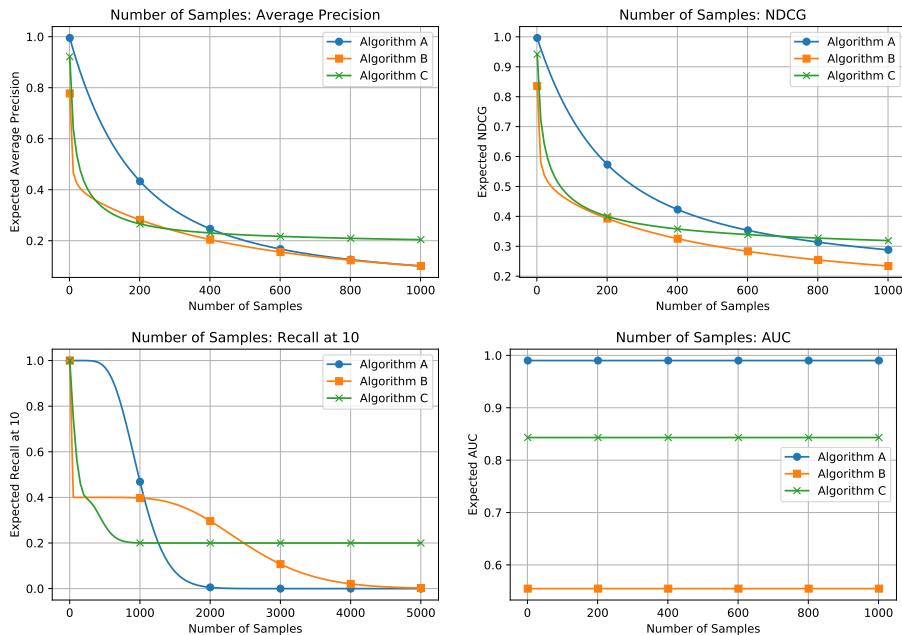 Number of Samples: Average Precision
1.0
0.8
0.6
0.4
0.2
Expected Average Precision
Algorithm A
Algorithm B
Algorithm C
0 200 400 600 800 1000
Number of Samples
Number of Samples: NDCG
1.0
0.9
0.8
0.7
0.6
0.5
0.4
0.3
0.2
Expected NDCG
Algorithm A
Algorithm B
Algorithm C
0 200 400 600 800 1000
Number of Samples
Number of Samples: Recall at 10
1.0
0.8
0.6
0.4
0.2
0.0
Expected Recall at 10
Algorithm A
Algorithm B
Algorithm C
0 1000 2000 3000 4000 5000
Number of Samples
Number of Samples: AUC
1.0
0.9
0.8
0.7
0.6
Expected AUC
Algorithm A
Algorithm B
Algorithm C
0 200 400 600 800 1000
Number of Samples